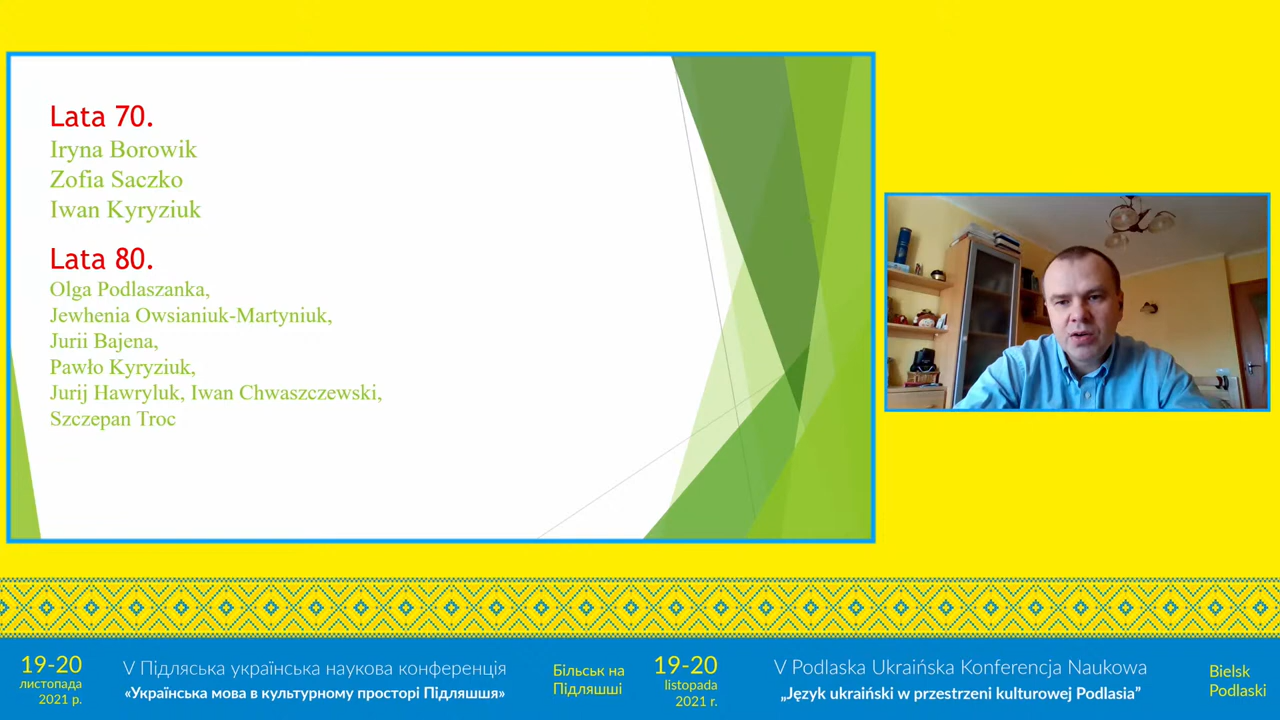 Lata 70.
Iryna Borowik
Zofia Saczko
Iwan Kyryziuk
Lata 80.
Olga Podlaszanka,
Jewhenia Owsianiuk-Martyniuk,
Jurii Bajena,
Pawło Kyryziuk,
Jurij Hawryluk, Iwan Chwaszczewski,
Szczepan Troc
19-20
листопада
2021 р.
V Підляська українська наукова конференція
«Українська мова в культурному просторі Підляшшя»
Більськ на
Підляшші
19-20
listopada
2021 r.
V Podlaska Ukraińska Konferencja Naukowa
„Język ukraiński w przestrzeni kulturowej Podlasia”
Bielsk
Podlaski